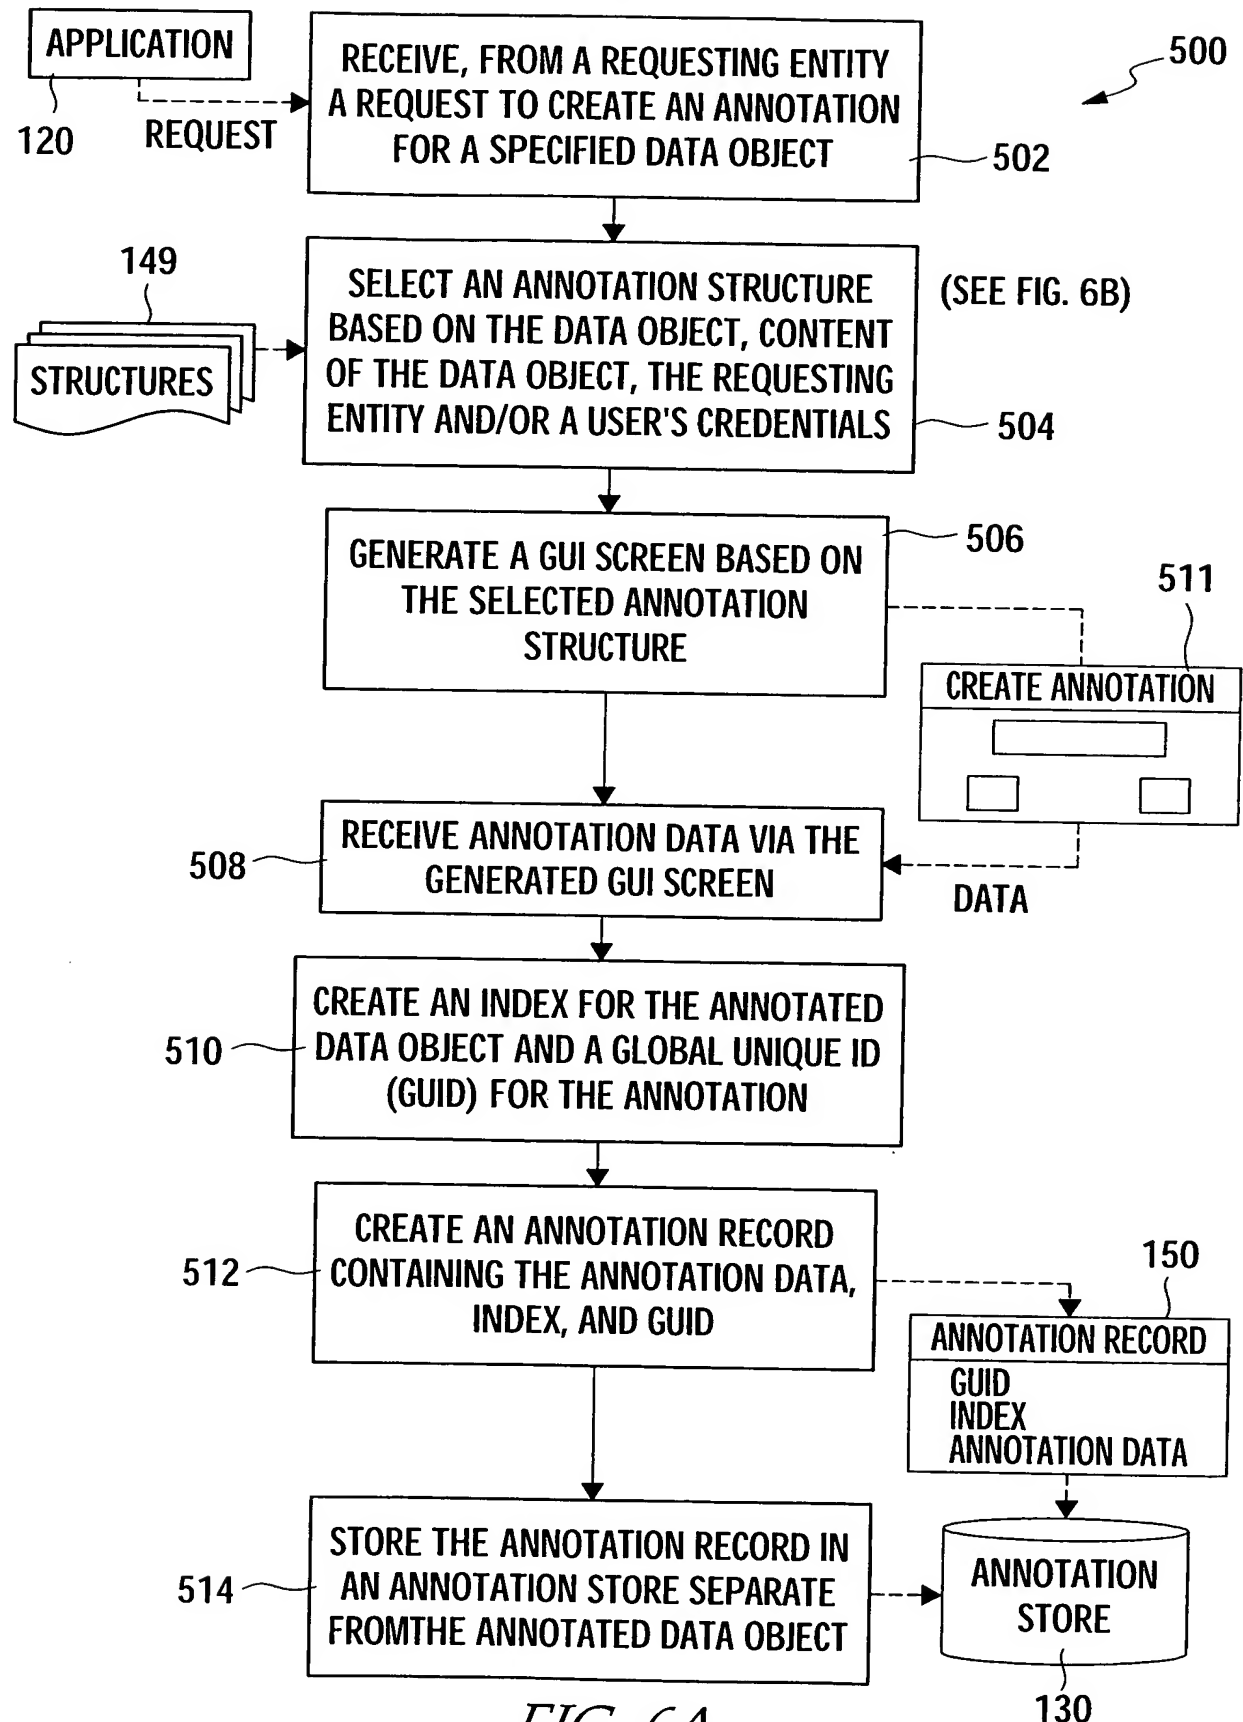 APPLICATION
120
REQUEST
RECEIVE, FROM A REQUESTING ENTITY
A REQUEST TO CREATE AN ANNOTATION
FOR A SPECIFIED DATA OBJECT
502
500
149
STRUCTURES
SELECT AN ANNOTATION STRUCTURE
BASED ON THE DATA OBJECT, CONTENT
OF THE DATA OBJECT, THE REQUESTING
ENTITY AND/OR A USER'S CREDENTIALS
504
(SEE FIG. 6B)
GENERATE A GUI SCREEN BASED ON
THE SELECTED ANNOTATION
STRUCTURE
506
511
CREATE ANNOTATION
RECEIVE ANNOTATION DATA VIA THE
GENERATED GUI SCREEN
508
DATA
CREATE AN INDEX FOR THE ANNOTATED
DATA OBJECT AND A GLOBAL UNIQUE ID
(GUID) FOR THE ANNOTATION
510
CREATE AN ANNOTATION RECORD
CONTAINING THE ANNOTATION DATA,
INDEX, AND GUID
512
150
ANNOTATION RECORD
GUID
INDEX
ANNOTATION DATA
STORE THE ANNOTATION RECORD IN
AN ANNOTATION STORE SEPARATE
FROMTHE ANNOTATED DATA OBJECT
514
ANNOTATION
STORE
130
FIG. 6A